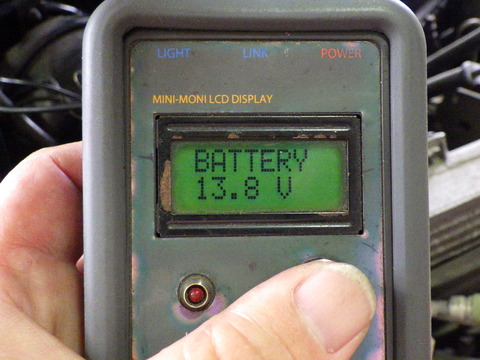 LIGHT LINK POWER
MINI-MONI LCD DISPLAY
BATTERY
13.8 V